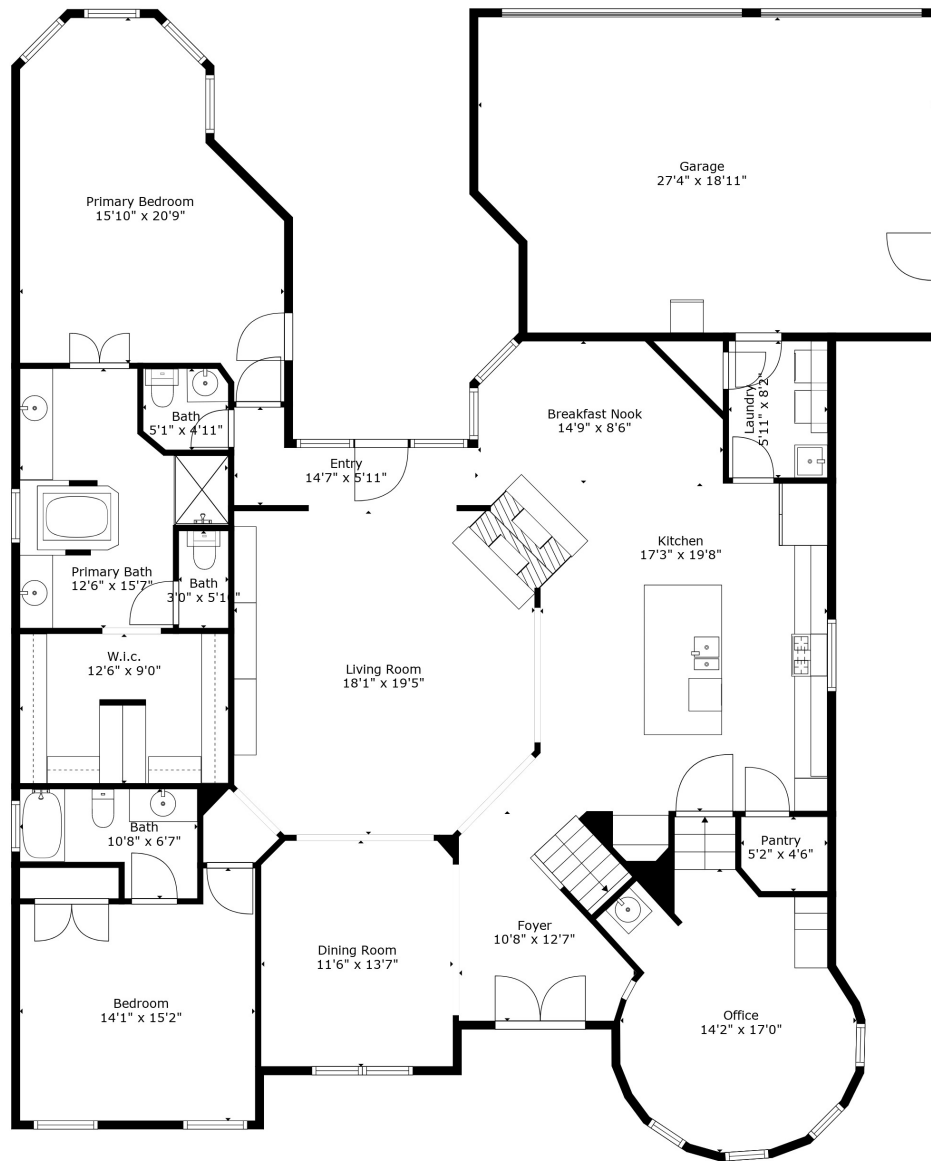 Garage
27'4" x 18'11"
Primary Bedroom
15'10" x 20'9"
Laundry
5'11" x 8'2"
Bath
5'1" x 4'11"
Breakfast Nook
14'9" x 8'6"
Entry
14'7" x 5'11"
Kitchen
17'3" x 19'8"
Primary Bath
12'6" x 15'7"
Bath
3'0" x 5'10"
W.i.c.
12'6" x 9'0"
Living Room
18'1" x 19'5"
Bath
10'8" x 6'7"
Pantry
5'2" x 4'6"
Foyer
10'8" x 12'7"
Dining Room
11'6" x 13'7"
Bedroom
14'1" x 15'2"
Office
14'2" x 17'0"